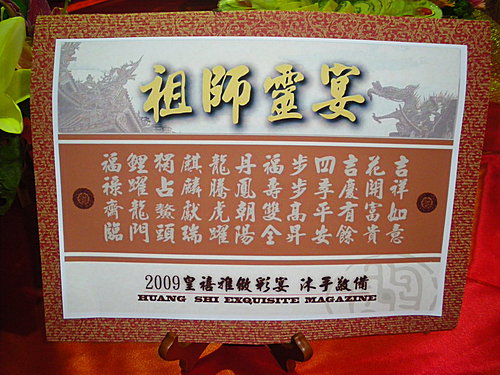 祖師靈宴
吉祥如意
花開富貴
吉慶有餘
四季平安
步步高昇
福壽雙全
丹鳳朝陽
龍騰虎躍
麒麟獻瑞
獨占鰲頭
鯉躍龍門
福祿齊臨
2009皇禧雅彩宴 沐手敬備
HUANG SHI EXQUISITE MAGAZINE